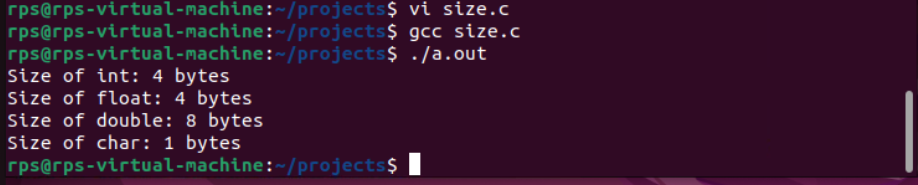 rps@rps-virtual-machine:~/projects$ vi size.c
rps@rps-virtual-machine:~/projects$ gcc size.c
rps@rps-virtual-machine:~/projects$ ./a.out
Size of int: 4 bytes
Size of float: 4 bytes
Size of double: 8 bytes
Size of char: 1 bytes
rps@rps-virtual-machine:~/projects$